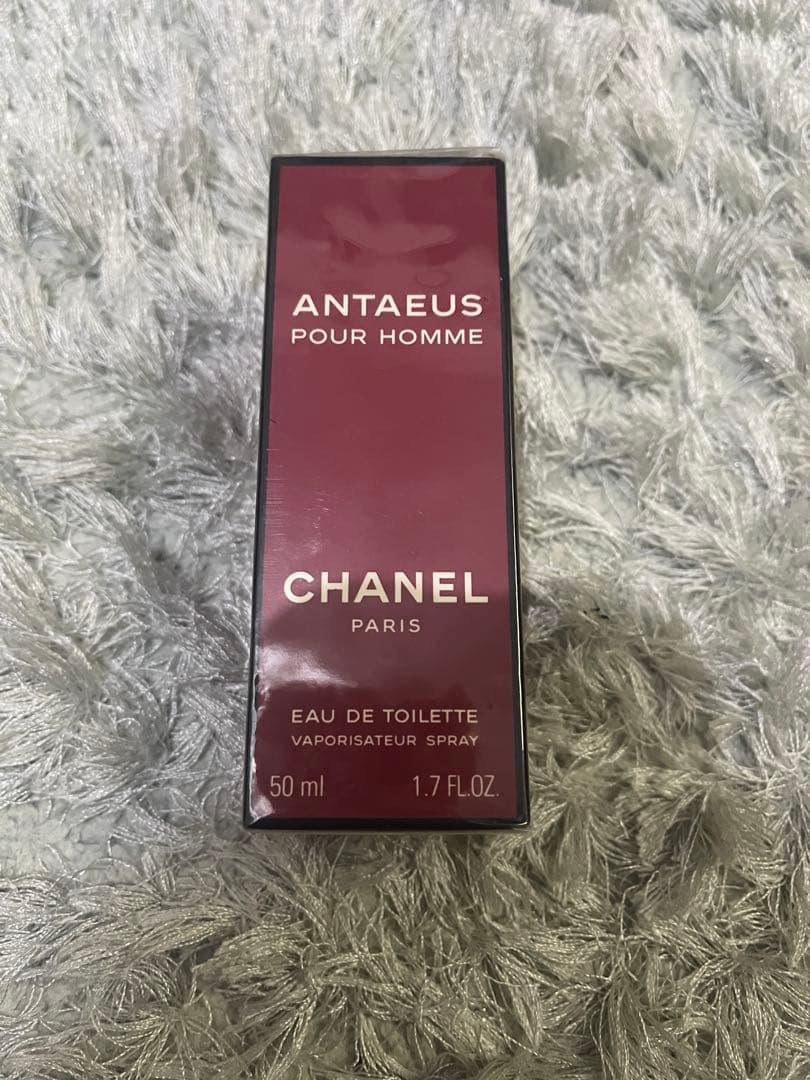 ANTAEUS
POUR HOMME
CHANEL
PARIS
EAU DE TOILETTE
VAPORISATEUR SPRAY
50 ml 1.7 FL.OZ.